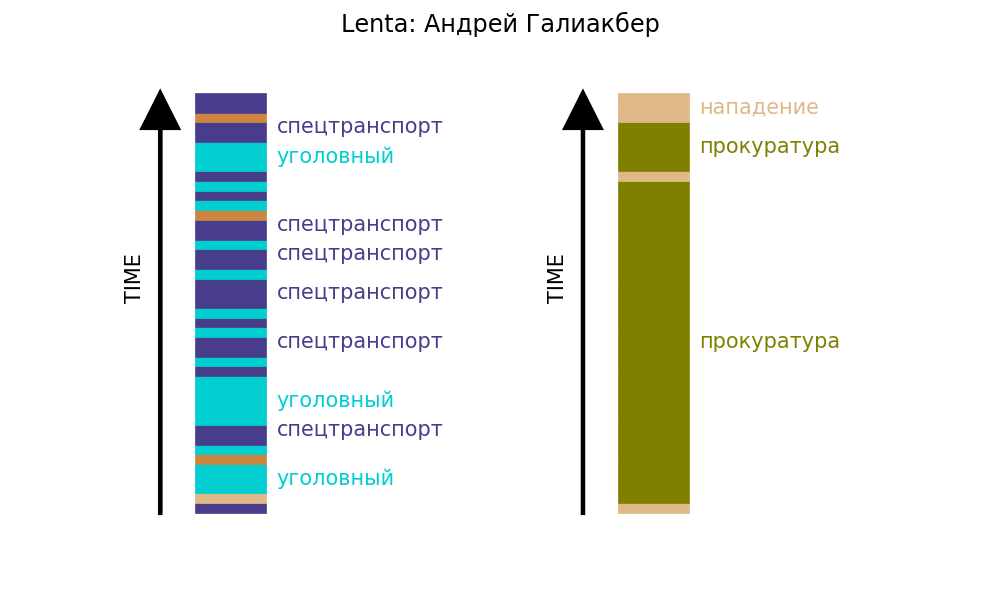 Lenta: Андрей Галиакбер
TIME
спецтранспорт
уголовный
спецтранспорт
спецтранспорт
спецтранспорт
спецтранспорт
уголовный
спецтранспорт
уголовный
TIME
нападение
прокуратура
прокуратура